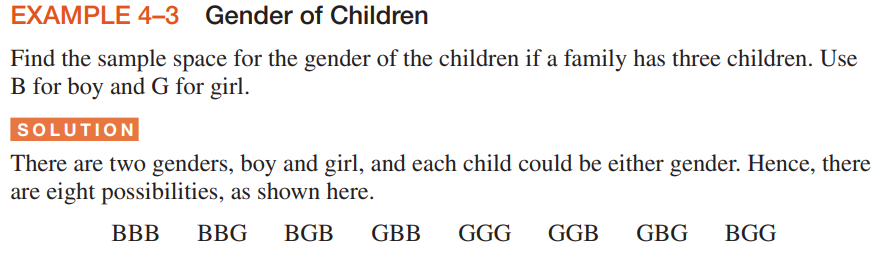 EXAMPLE 4–3 Gender of Children
Find the sample space for the gender of the children if a family has three children. Use
B for boy and G for girl.
SOLUTION
There are two genders, boy and girl, and each child could be either gender. Hence, there
are eight possibilities, as shown here.
BBB BBG BGB GBB GGG GGB GBG BGG